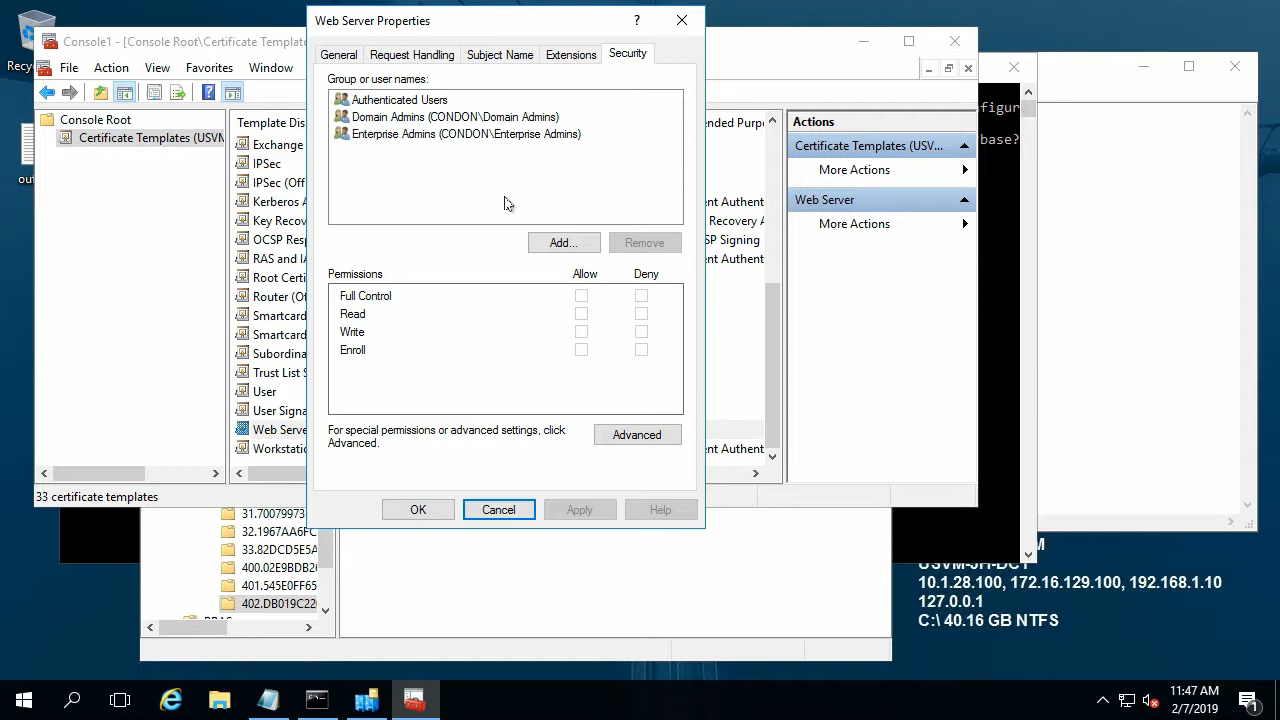 Web Server Properties
?
Recy
Console1 - [Console Root\Certificate Templat
File Action View Favorites Window
General Request Handling Subject Name Extensions Security
Group or user names:
Authenticated Users
Domain Admins (CONDON\Domain Admins)
Enterprise Admins (CONDON\Enterprise Admins)
Add... Remove
Permissions Allow Deny
Full Control
Read
Write
Enroll
For special permissions or advanced settings, click
Advanced.
Advanced
OK Cancel Apply Help
Console Root
Certificate Templates (USVM
Template Dis
Exchange
IPSec
IPSec (Off
Kerberos A
Key Recov
OCSP Resp
RAS and IA
Root Certi
Router (Of
Smartcard
Smartcard
Subordina
Trust List S
User
User Signa
Web Serve
Workstatio
ended Purpo
ent Authent
Recovery A
SP Signing
ent Authent
ent Authent
Actions
Certificate Templates (USV...
More Actions
Web Server
More Actions
figur
base?
33 certificate templates
31.70079973
32.1967AA6FC
33.82DCD5E5A
400.02E9BDB2
401.545E0FF65
402.DB019C22
10.1.28.100, 172.16.129.100, 192.168.1.10
127.0.0.1
C:\ 40.16 GB NTFS
11:47 AM
2/7/2019
1